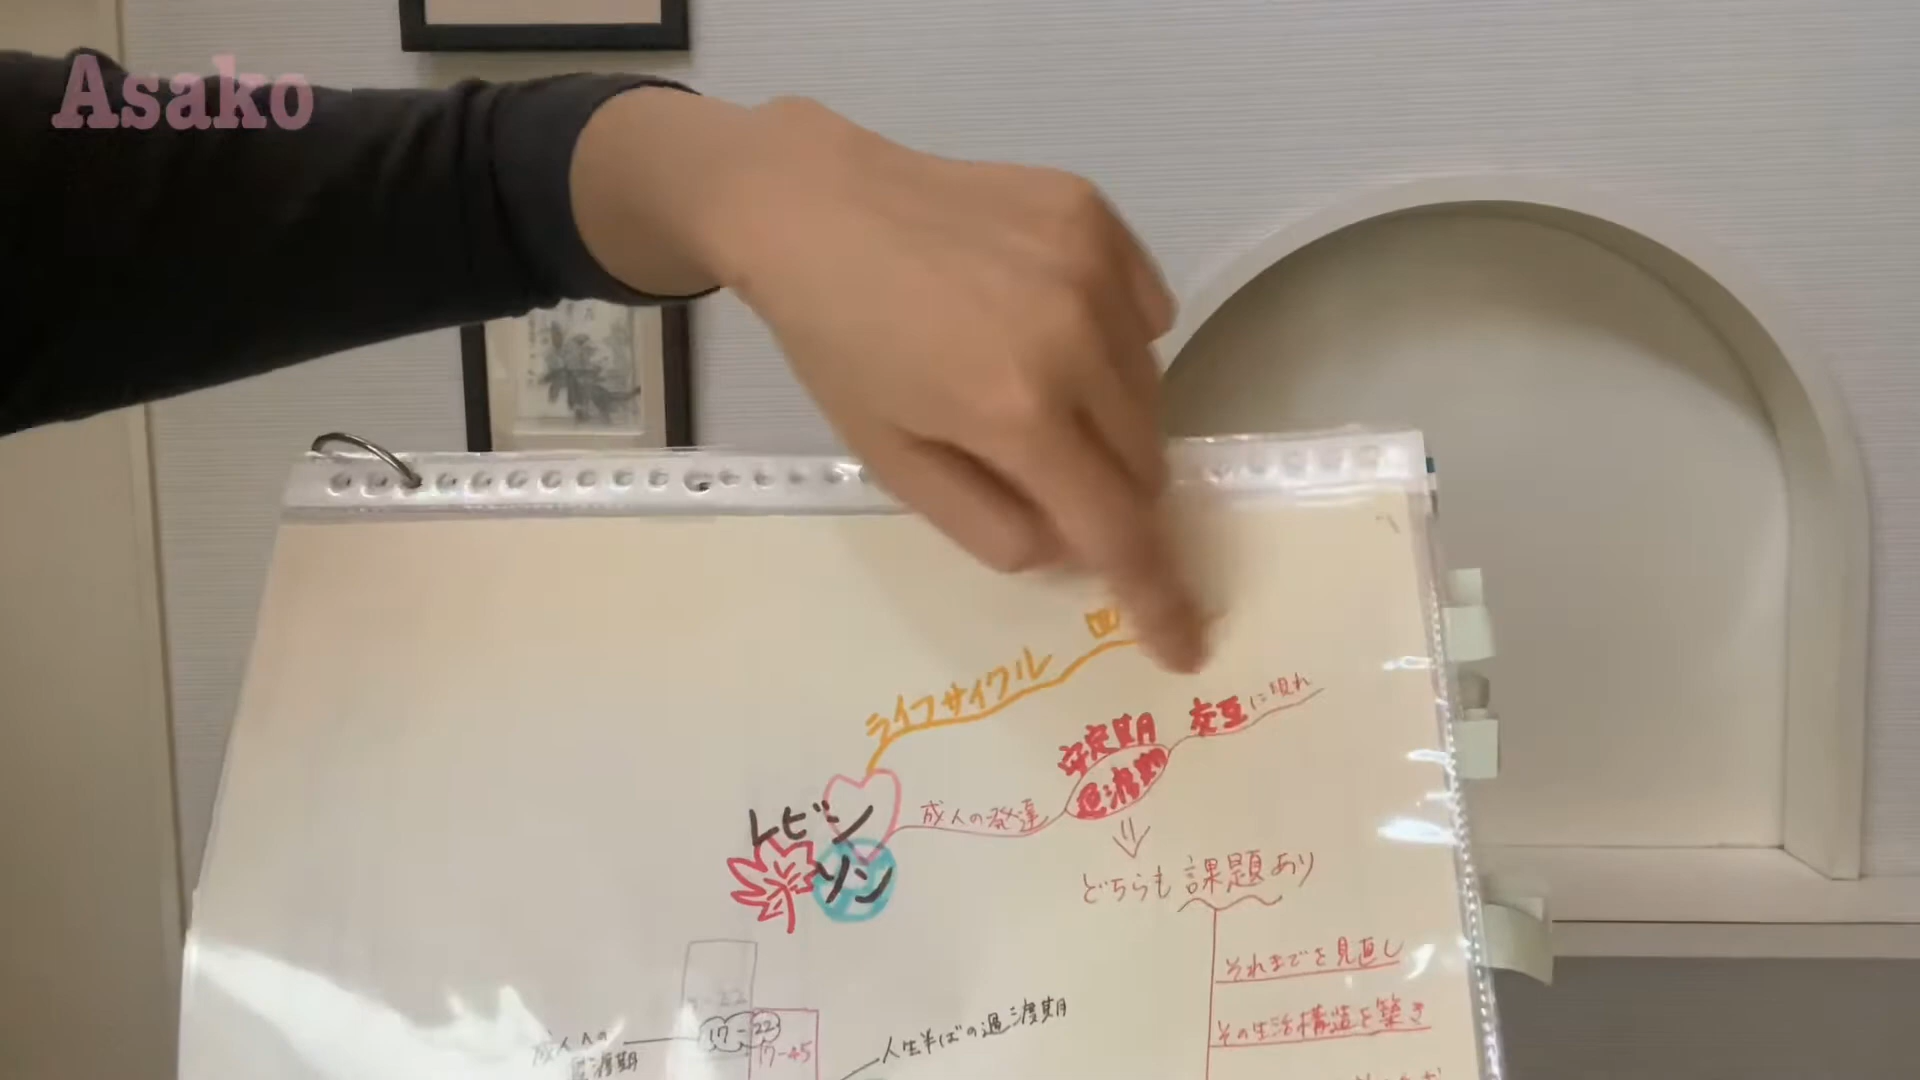 Asako
ライフサイクル 四
安定期
過渡期
交互に現れ
成人の発達
レビン
ソン
どちらも課題あり
それまでを見直し
その生活構造を築き
17-22
17-45
成人への
過渡期
人生半ばの過渡期